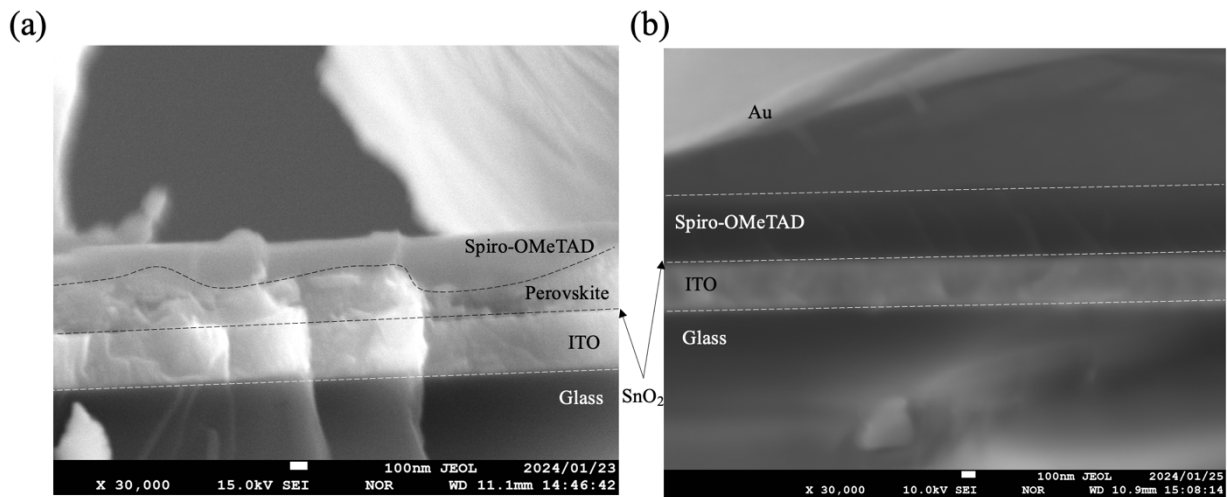 (a)
(b)
Spiro-OMeTAD
Perovskite
ITO
Glass
SnO₂
Au
Spiro-OMeTAD
ITO
Glass
100nm JEOL 2024/01/23
X 30,000 15.0kV SEI NOR WD 11.1mm 14:46:42
100nm JEOL 2024/01/25
X 30,000 10.0kV SEI NOR WD 10.9mm 15:08:14